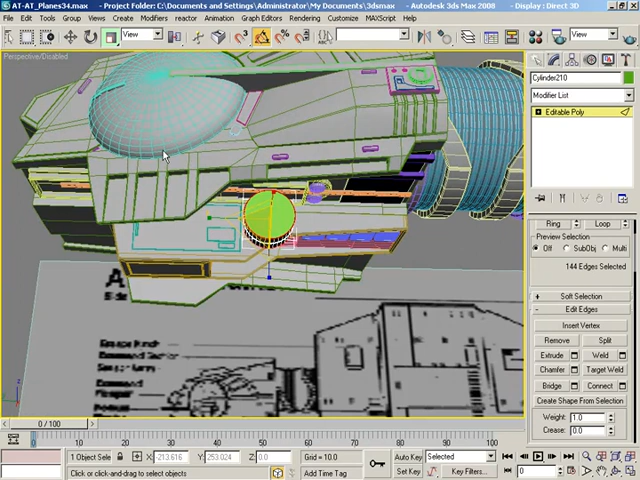 AT-AT_Planes34.max - Project Folder: C:\Documents and Settings\Administrator\My Documents\3dsmax - Autodesk 3ds Max 2008 - Display : Direct 3D
File Edit Tools Group Views Create Modifiers Animation Graph Editors Rendering Customize MAXScript Help
View
View
Perspective/Disabled
Cylinder210
Modifier List
Editable Poly
Ring Loop
Preview Selection
Off SubObj Multi
144 Edges Selected
+ Soft Selection
- Edit Edges
Insert Vertex
Remove Split
Extrude Weld
Chamfer Target Weld
Bridge Connect
Create Shape From Selection
Weight: 1.0
Crease: 0.0
0 / 100
0 10 20 30 40 50 60 70 80 90 100
1 Object Sele X: -213.616 Y: 253.024 Z: 0.0 Grid = 10.0 Auto Key Selected
Click or click-and-drag to select objects Add Time Tag Set Key Key Filters... 0